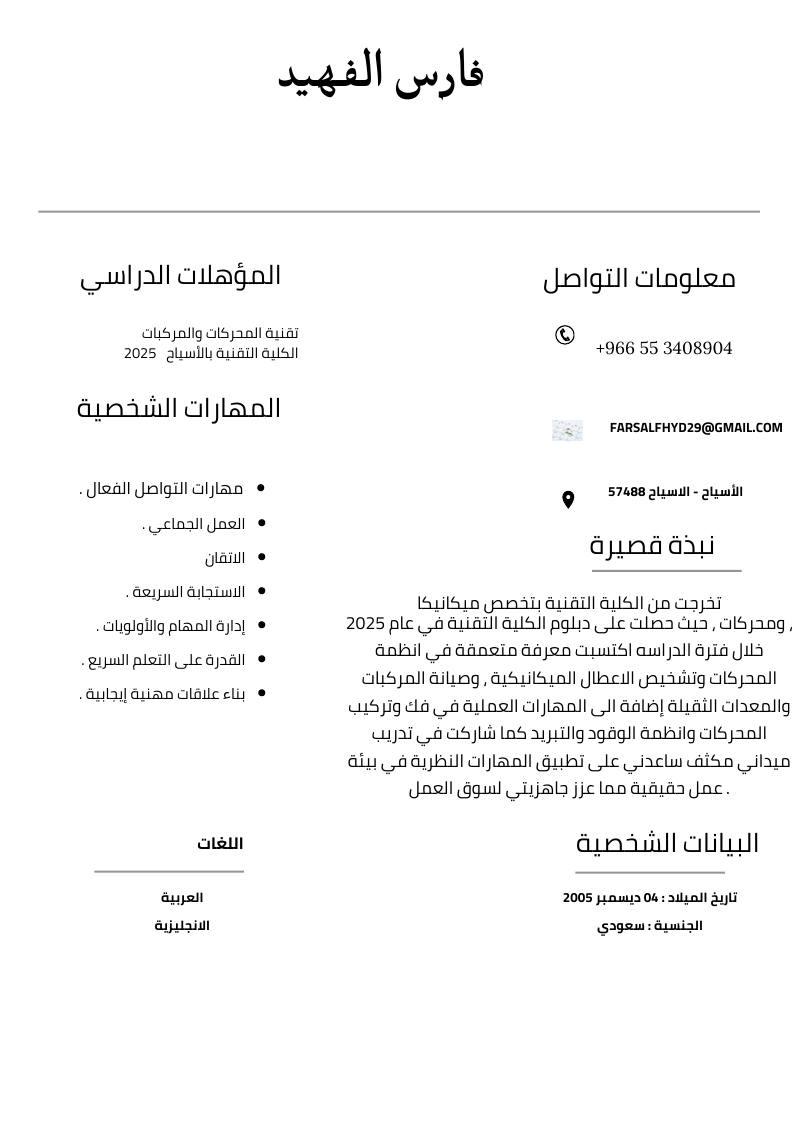 فارس الفهيد
معلومات التواصل
+966 55 3408904
FARSALFHYD29@GMAIL.COM
الأسياح - الاسياح 57488
نبذة قصيرة
تخرجت من الكلية التقنية بتخصص ميكانيكا
, ومحركات , حيث حصلت على دبلوم الكلية التقنية في عام 2025
خلال فترة الدراسه اكتسبت معرفة متعمقة في انظمة
المحركات وتشخيص الاعطال الميكانيكية , وصيانة المركبات
والمعدات الثقيلة إضافة الى المهارات العملية في فك وتركيب
المحركات وانظمة الوقود والتبريد كما شاركت في تدريب
ميداني مكثف ساعدني على تطبيق المهارات النظرية في بيئة
. عمل حقيقية مما عزز جاهزيتي لسوق العمل
البيانات الشخصية
تاريخ الميلاد : 04 ديسمبر 2005
الجنسية : سعودي
المؤهلات الدراسي
تقنية المحركات والمركبات
الكلية التقنية بالأسياح 2025
المهارات الشخصية
• مهارات التواصل الفعال .
• العمل الجماعي .
• الاتقان
• الاستجابة السريعة .
• إدارة المهام والأولويات .
• القدرة على التعلم السريع .
• بناء علاقات مهنية إيجابية .
اللغات
العربية
الانجليزية